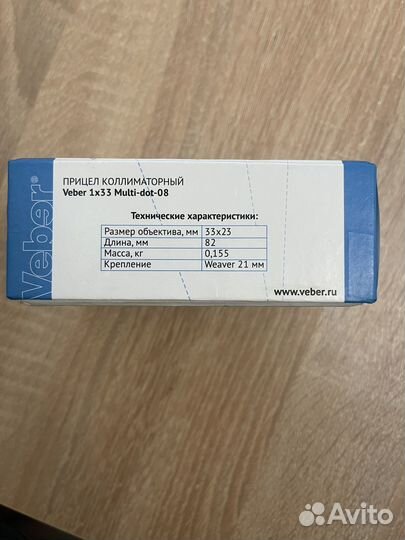 Veber®
ПРИЦЕЛ КОЛЛИМАТОРНЫЙ
Veber 1x33 Multi-dot-08
Технические характеристики:
Размер объектива, мм 33x23
Длина, мм 82
Масса, кг 0,155
Крепление Weaver 21 мм
www.veber.ru
Avito